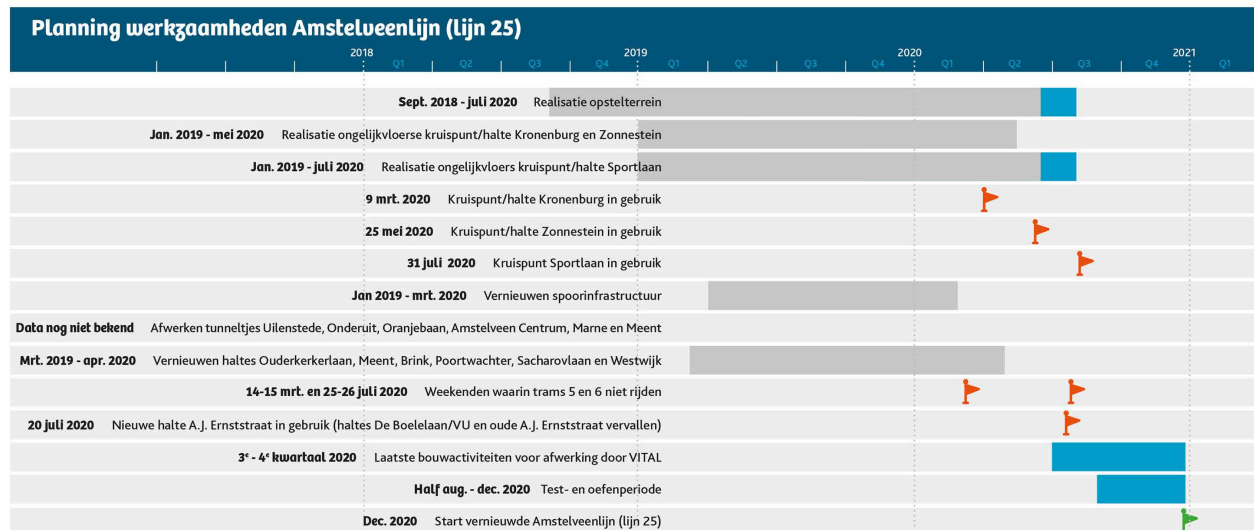 Planning werkzaamheden Amstelveenlijn (lijn 25)
2018 2019 2020 2021
Q1 Q2 Q3 Q4 Q1 Q2 Q3 Q4 Q1 Q2 Q3 Q4 Q1
Sept. 2018 - juli 2020 Realisatie opstelterrein
Jan. 2019 - mei 2020 Realisatie ongelijkvloerse kruispunt/halte Kronenburg en Zonnestein
Jan. 2019 - juli 2020 Realisatie ongelijkvloers kruispunt/halte Sportlaan
9 mrt. 2020 Kruispunt/halte Kronenburg in gebruik
25 mei 2020 Kruispunt/halte Zonnestein in gebruik
31 juli 2020 Kruispunt Sportlaan in gebruik
Jan 2019 - mrt. 2020 Vernieuwen spoorinfrastructuur
Data nog niet bekend Afwerken tunneltjes Uilenstede, Onderuit, Oranjebaan, Amstelveen Centrum, Marne en Meent
Mrt. 2019 - apr. 2020 Vernieuwen haltes Ouderkerkerlaan, Meent, Brink, Poortwachter, Sacharovlaan en Westwijk
14-15 mrt. en 25-26 juli 2020 Weekenden waarin trams 5 en 6 niet rijden
20 juli 2020 Nieuwe halte A.J. Ernststraat in gebruik (haltes De Boelelaan/VU en oude A.J. Ernststraat vervallen)
3ᵉ - 4ᵉ kwartaal 2020 Laatste bouwactiviteiten voor afwerking door VITAL
Half aug. - dec. 2020 Test- en oefenperiode
Dec. 2020 Start vernieuwde Amstelveenlijn (lijn 25)